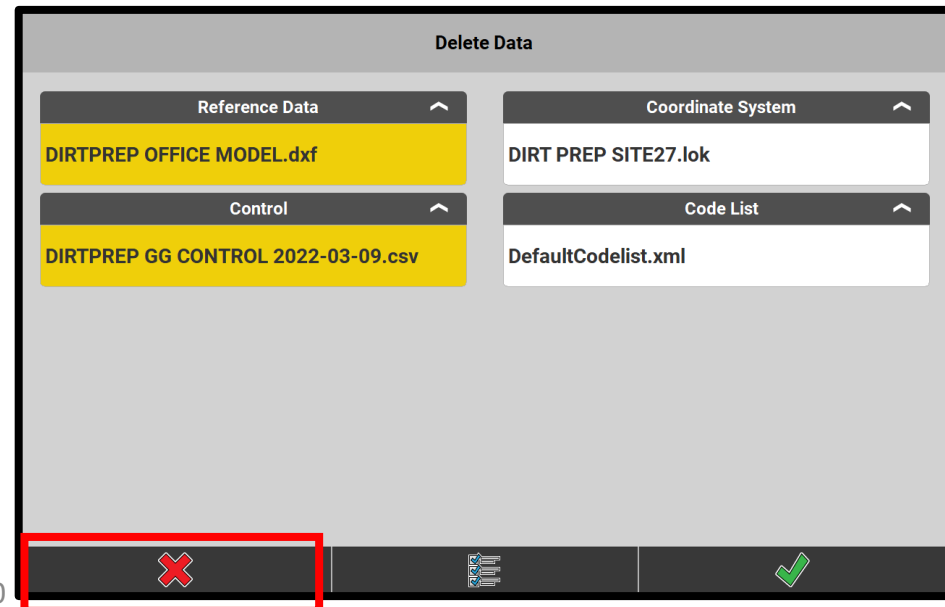 Delete Data
Reference Data
DIRTPREP OFFICE MODEL.dxf
Control
DIRTPREP GG CONTROL 2022-03-09.csv
Coordinate System
DIRT PREP SITE27.lok
Code List
DefaultCodelist.xml